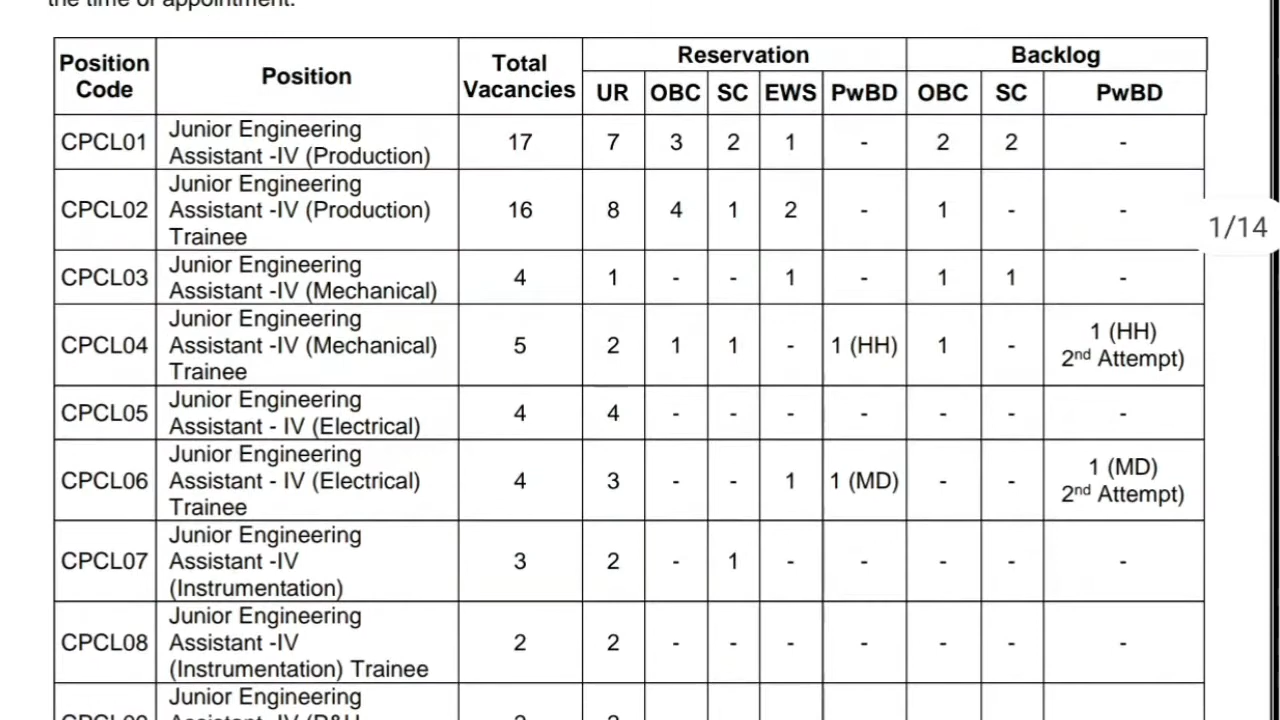 the time of appointment.
Position Code Position Total Vacancies Reservation Backlog
UR OBC SC EWS PwBD OBC SC PwBD
CPCL01 Junior Engineering Assistant -IV (Production) 17 7 3 2 1 - 2 2 -
CPCL02 Junior Engineering Assistant -IV (Production) Trainee 16 8 4 1 2 - 1 - -
1/14
CPCL03 Junior Engineering Assistant -IV (Mechanical) 4 1 - - 1 - 1 1 -
CPCL04 Junior Engineering Assistant -IV (Mechanical) Trainee 5 2 1 1 - 1 (HH) 1 - 1 (HH) 2nd Attempt)
CPCL05 Junior Engineering Assistant - IV (Electrical) 4 4 - - - - - - -
CPCL06 Junior Engineering Assistant - IV (Electrical) Trainee 4 3 - - 1 1 (MD) - - 1 (MD) 2nd Attempt)
CPCL07 Junior Engineering Assistant -IV (Instrumentation) 3 2 - 1 - - - - -
CPCL08 Junior Engineering Assistant -IV (Instrumentation) Trainee 2 2 - - - - - - -
Junior Engineering